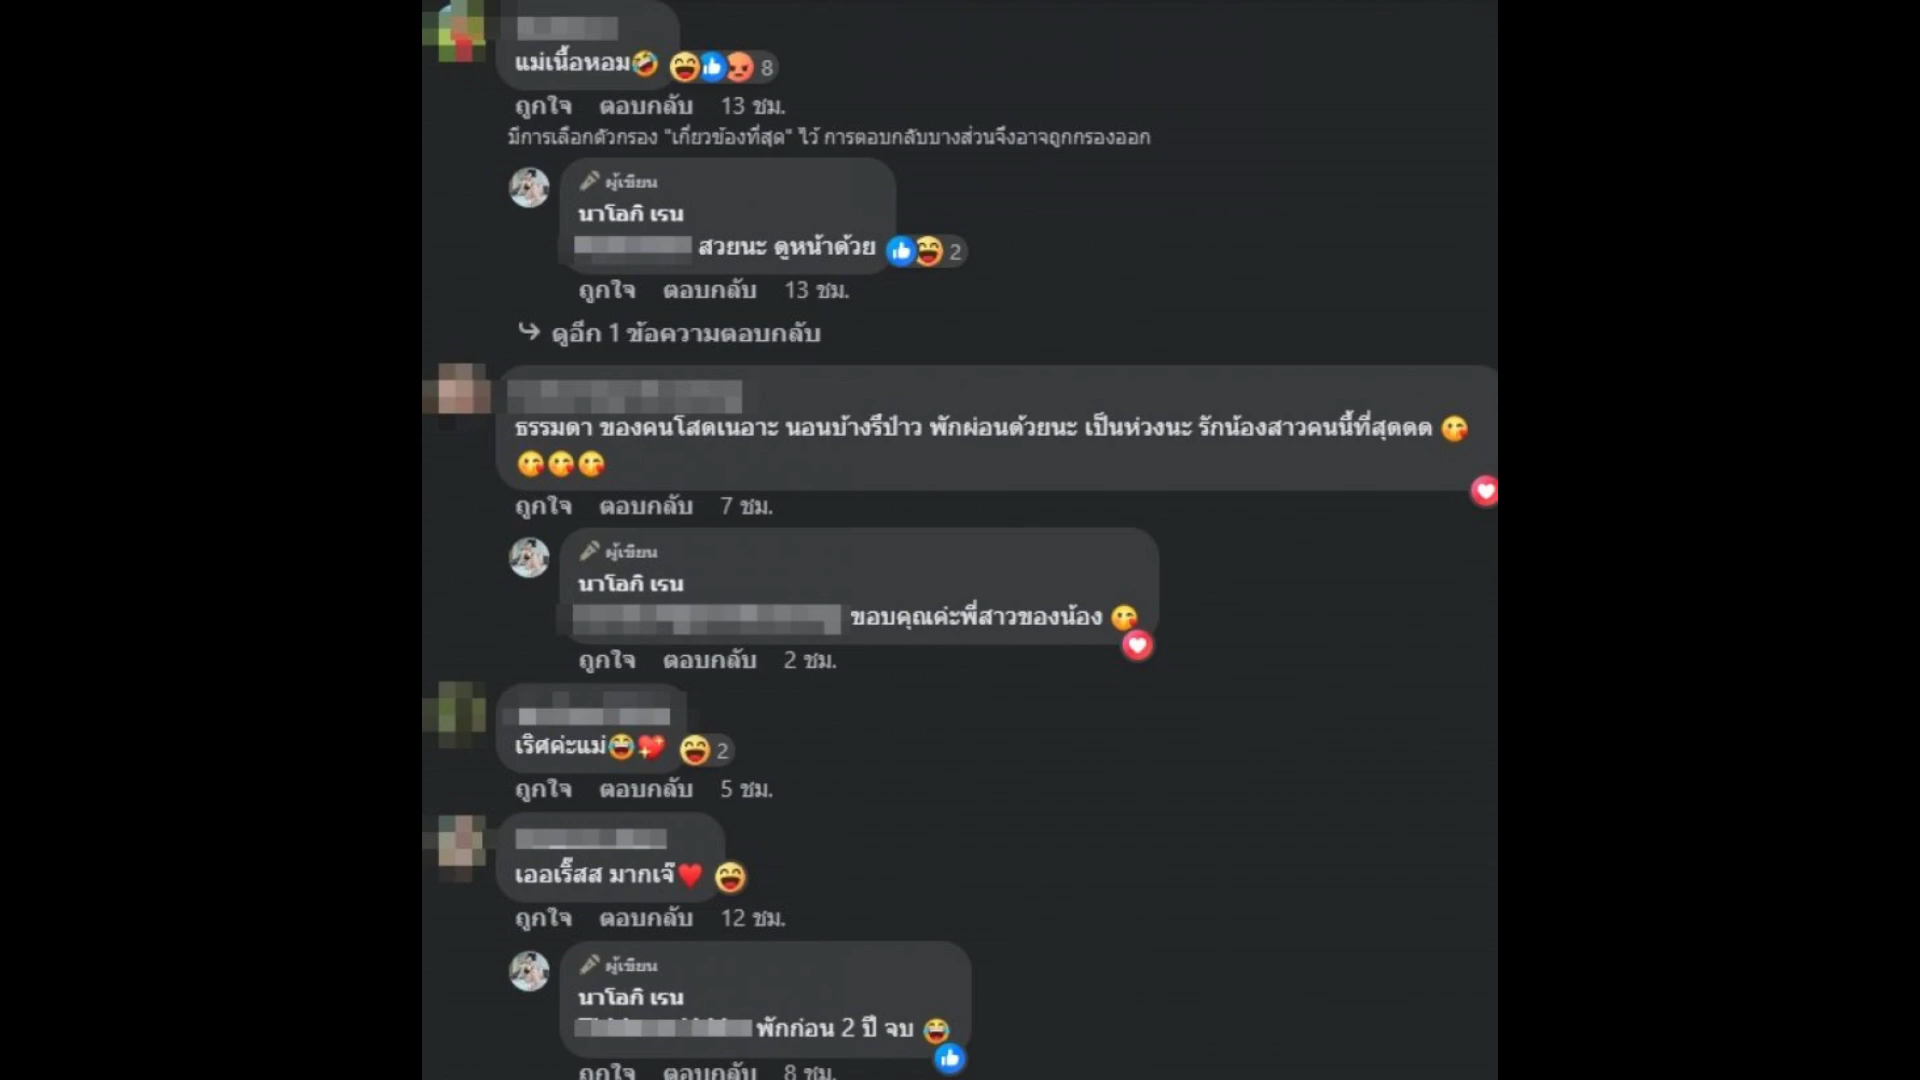 แม่เนื้อหอม🤣 8
ถูกใจ ตอบกลับ 13 ชม.
มีการเลือกตัวกรอง "เกี่ยวข้องที่สุด" ไว้ การตอบกลับบางส่วนจึงอาจถูกกรองออก
ผู้เขียน
นาโอกิ เรน
สวยนะ ดูหน้าด้วย 2
ถูกใจ ตอบกลับ 13 ชม.
ดูอีก 1 ข้อความตอบกลับ
ธรรมดา ของคนโสดเนอาะ นอนบ้างรึป่าว พักผ่อนด้วยนะ เป็นห่วงนะ รักน้องสาวคนนี้ที่สุดดด 😘
😘😘😘
ถูกใจ ตอบกลับ 7 ชม.
ผู้เขียน
นาโอกิ เรน
ขอบคุณค่ะพี่สาวของน้อง 😘
ถูกใจ ตอบกลับ 2 ชม.
เริศค่ะแม่😂💖 2
ถูกใจ ตอบกลับ 5 ชม.
เออเริ๊สส มากเจ๊❤️
ถูกใจ ตอบกลับ 12 ชม.
ผู้เขียน
นาโอกิ เรน
พักก่อน 2 ปี จบ 😂
ถูกใจ ตอบกลับ 8 ชม.